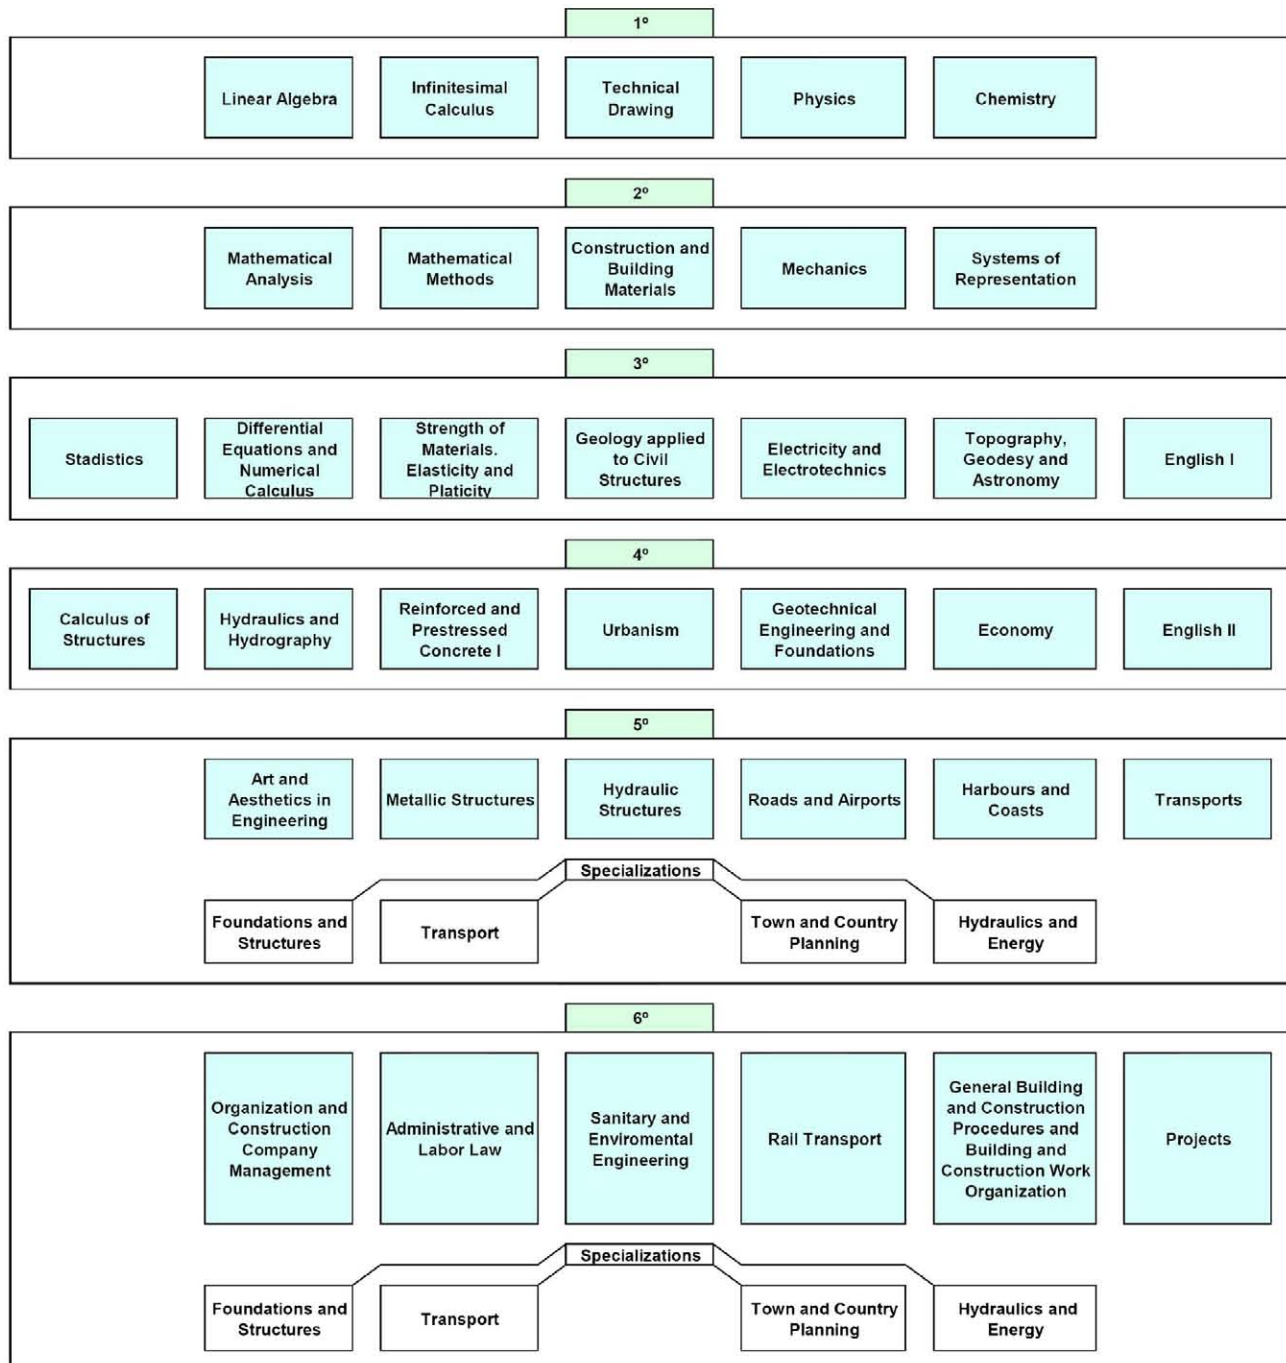 1º
Linear Algebra
Infinitesimal
Calculus
Technical
Drawing
Physics
Chemistry
2º
Mathematical
Analysis
Mathematical
Methods
Construction and
Building
Materials
Mechanics
Systems of
Representation
3º
Stadistics
Differential
Equations and
Numerical
Calculus
Strength of
Materials.
Elasticity and
Platicity
Geology applied
to Civil
Structures
Electricity and
Electrotechnics
Topography,
Geodesy and
Astronomy
English I
4º
Calculus of
Structures
Hydraulics and
Hydrography
Reinforced and
Prestressed
Concrete I
Urbanism
Geotechnical
Engineering and
Foundations
Economy
English II
5º
Art and
Aesthetics in
Engineering
Metallic Structures
Hydraulic
Structures
Roads and Airports
Harbours and
Coasts
Transports
Specializations
Foundations and
Structures
Transport
Town and Country
Planning
Hydraulics and
Energy
6º
Organization and
Construction
Company
Management
Administrative and
Labor Law
Sanitary and
Enviromental
Engineering
Rail Transport
General Building
and Construction
Procedures and
Building and
Construction Work
Organization
Projects
Specializations
Foundations and
Structures
Transport
Town and Country
Planning
Hydraulics and
Energy